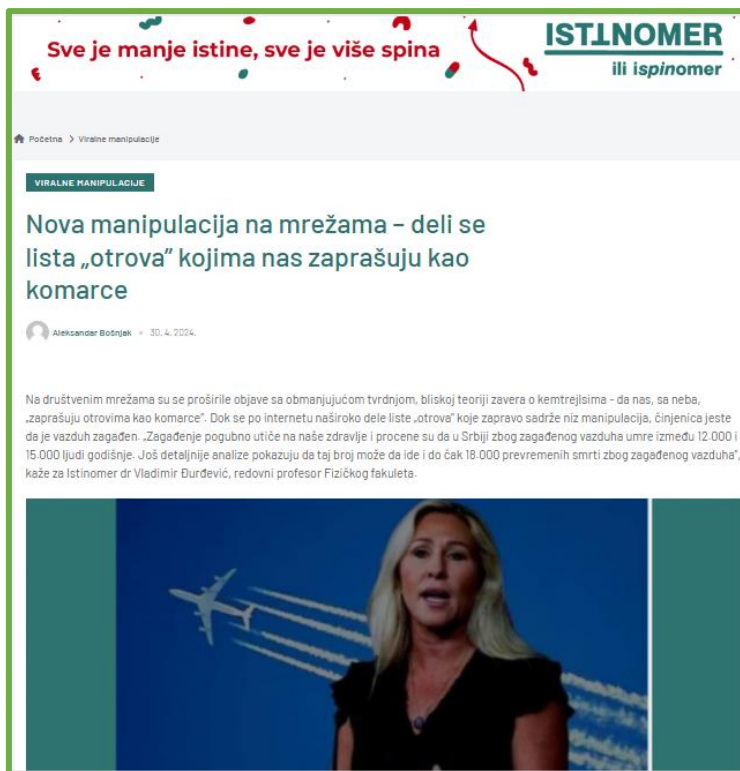 Sve je manje istine, sve je više spina
ISTINOMER
ili ispinomer
Početna > Viralne manipulacije
VIRALNE MANIPULACIJE
Nova manipulacija na mrežama – deli se
lista „otrova” kojima nas zaprašuju kao
komarce
Aleksandar Bošnjak • 30. 4. 2024.
Na društvenim mrežama su se proširile objave sa obmanjujućom tvrdnjom, bliskoj teoriji zavera o kemtrejlsima - da nas, sa neba,
„zaprašuju otrovima kao komarce”. Dok se po internetu naširoko dele liste „otrova” koje zapravo sadrže niz manipulacija, činjenica jeste
da je vazduh zagađen. „Zagađenje pogubno utiče na naše zdravlje i procene su da u Srbiji zbog zagađenog vazduha umre između 12.000 i
15.000 ljudi godišnje. Još detaljnije analize pokazuju da taj broj može da ide i do čak 18.000 prevremenih smrti zbog zagađenog vazduha”,
kaže za Istinomer dr Vladimir Đurđević, redovni profesor Fizičkog fakulteta.